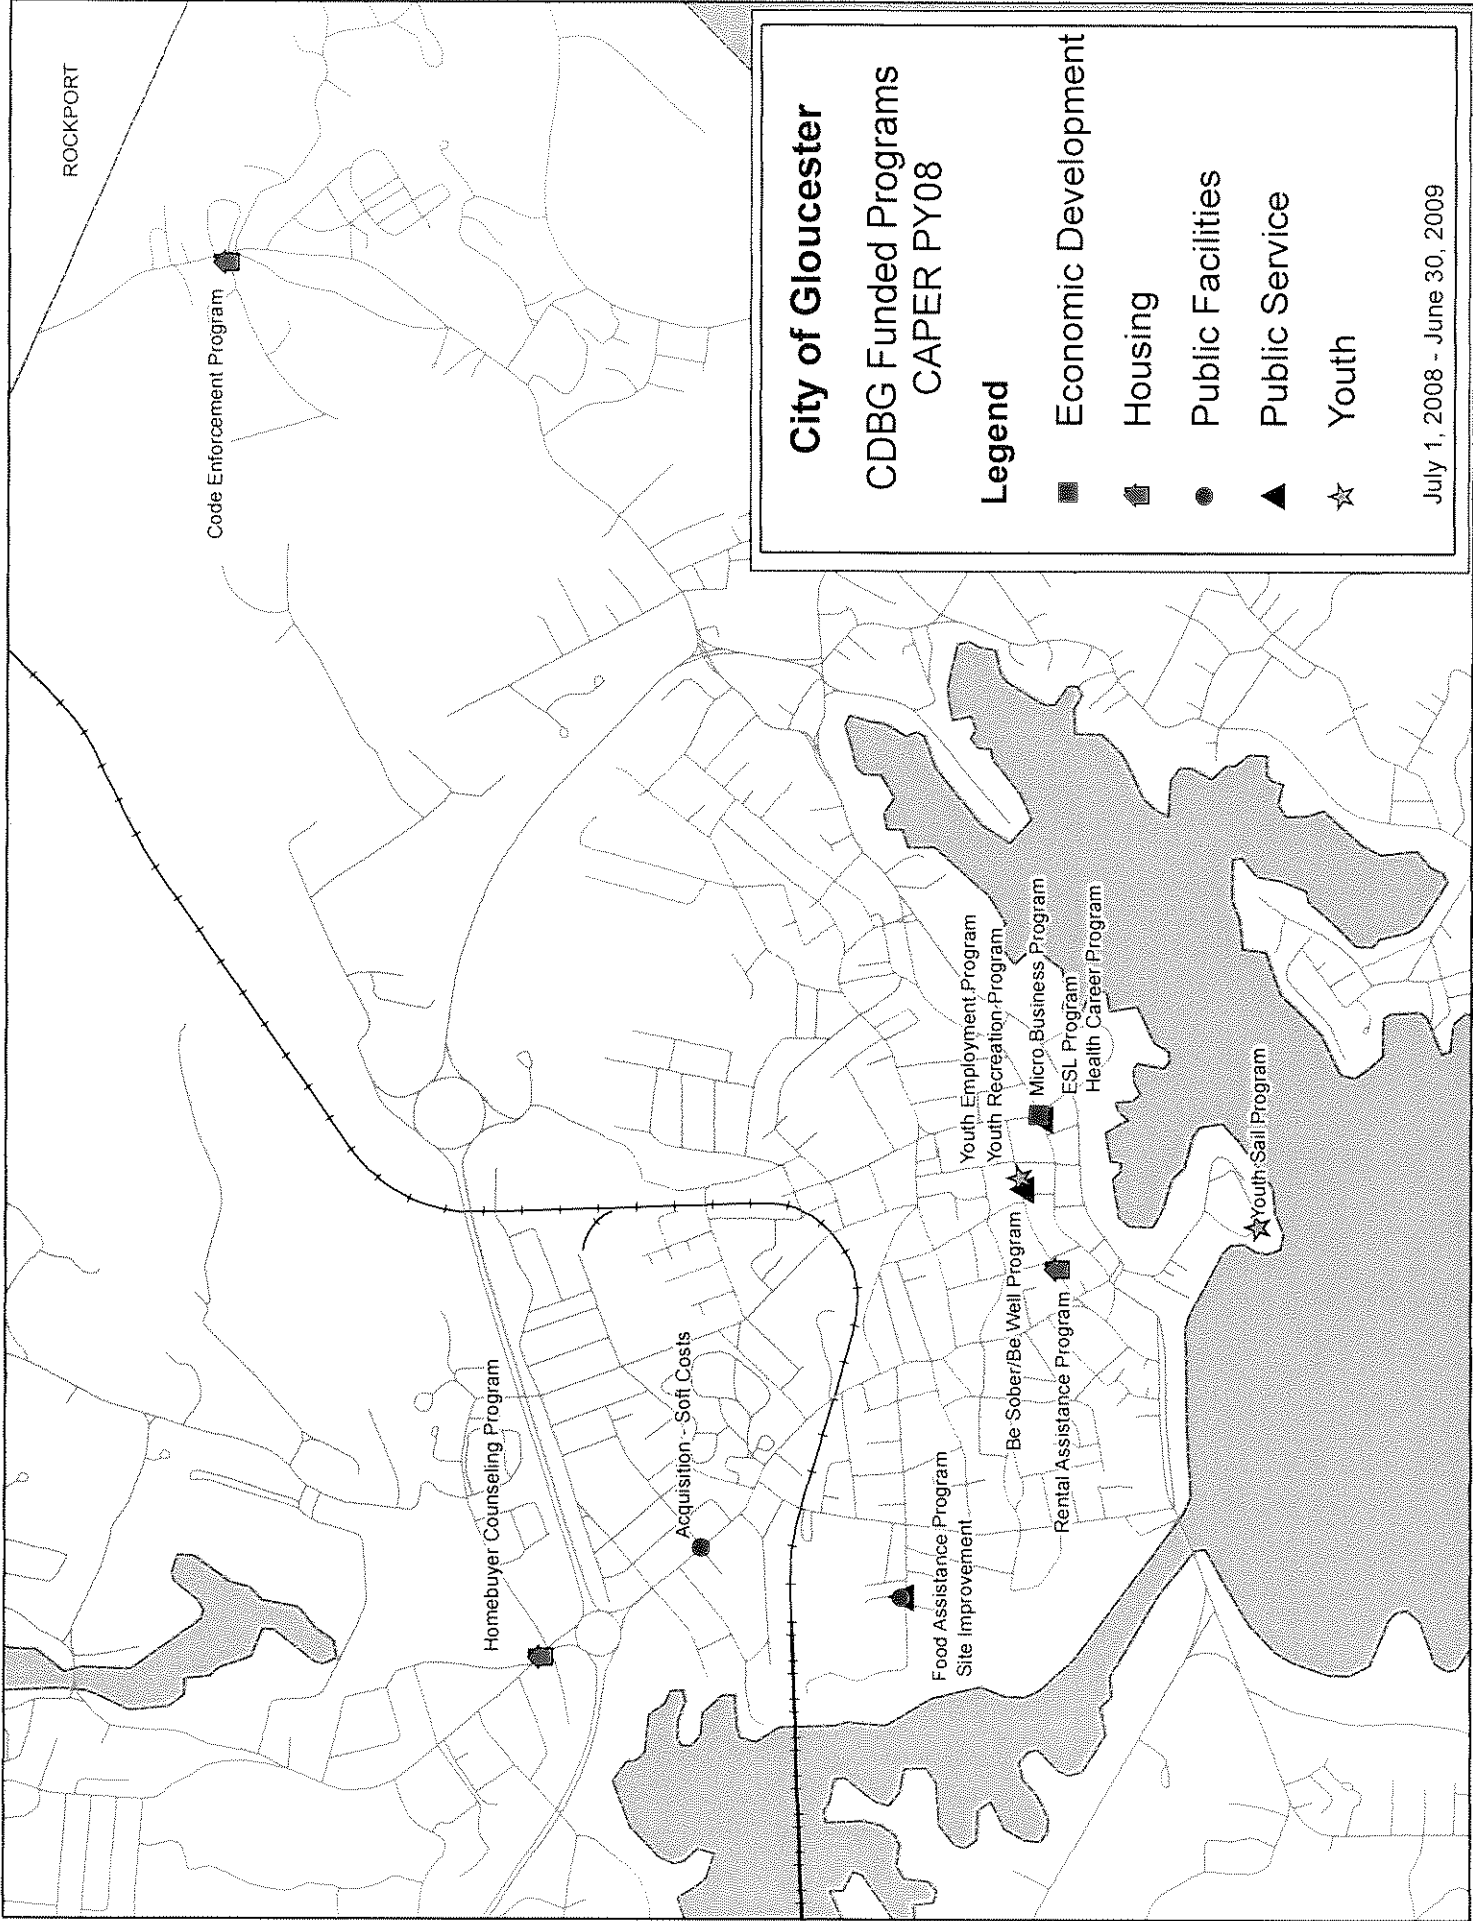 ROCKPORT
Code Enforcement Program
Homebuyer Counseling Program
Acquisition - Soft Costs
Food Assistance Program
Site Improvement
Be Sober/Be Well Program
Rental Assistance Program
Youth Employment Program
Youth Recreation Program
Micro Business Program
ESL Program
Health Career Program
Youth Sail Program
City of Gloucester
CDBG Funded Programs
CAPER PY08
Legend
Economic Development
Housing
Public Facilities
Public Service
Youth
July 1, 2008 - June 30, 2009